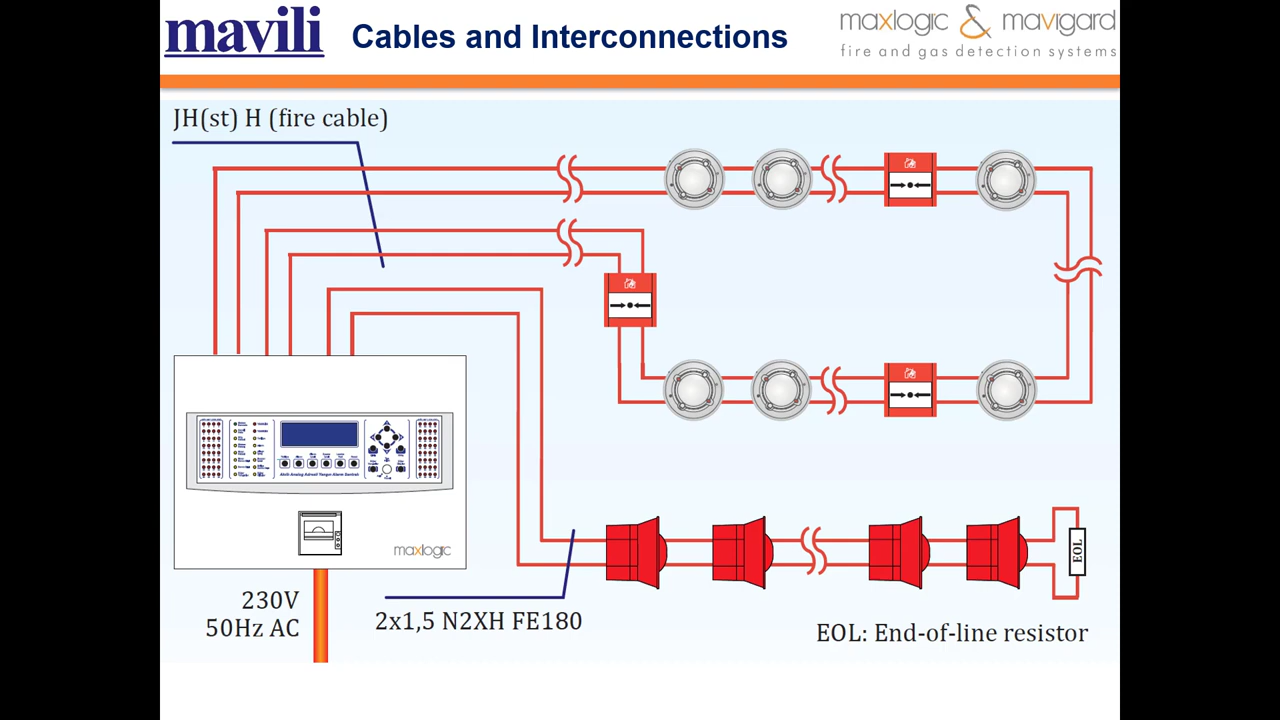 mavili
Cables and Interconnections
maxlogic & mavigard
fire and gas detection systems
JH(st) H (fire cable)
maxlogic
230V
50Hz AC
2x1,5 N2XH FE180
EOL
EOL: End-of-line resistor